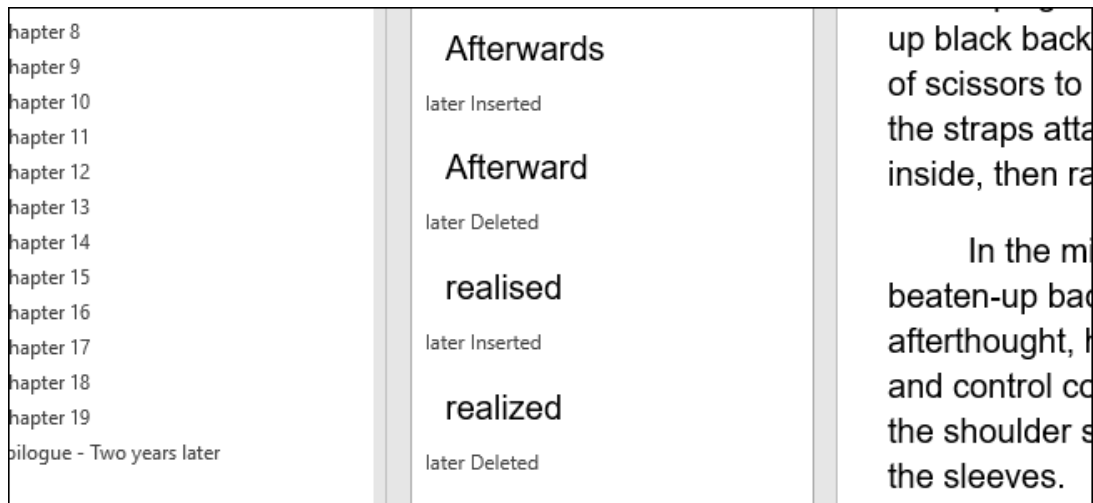 hapter 8
hapter 9
hapter 10
hapter 11
hapter 12
hapter 13
hapter 14
hapter 15
hapter 16
hapter 17
hapter 18
hapter 19
pilogue - Two years later
Afterwards
later Inserted
Afterward
later Deleted
realised
later Inserted
realized
later Deleted
up black back
of scissors to
the straps atta
inside, then ra
In the mi
beaten-up bac
afterthought, h
and control co
the shoulder s
the sleeves.